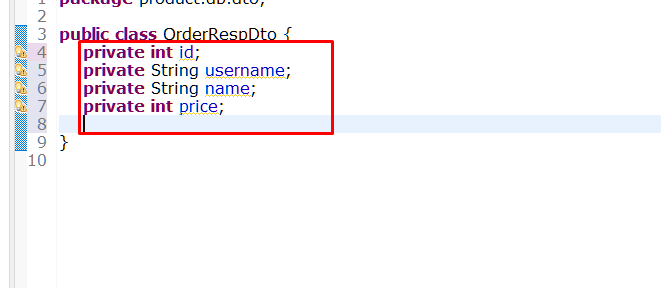 1 package product.db.dto;
2
3 public class OrderRespDto {
4 private int id;
5 private String username;
6 private String name;
7 private int price;
8
9 }
10